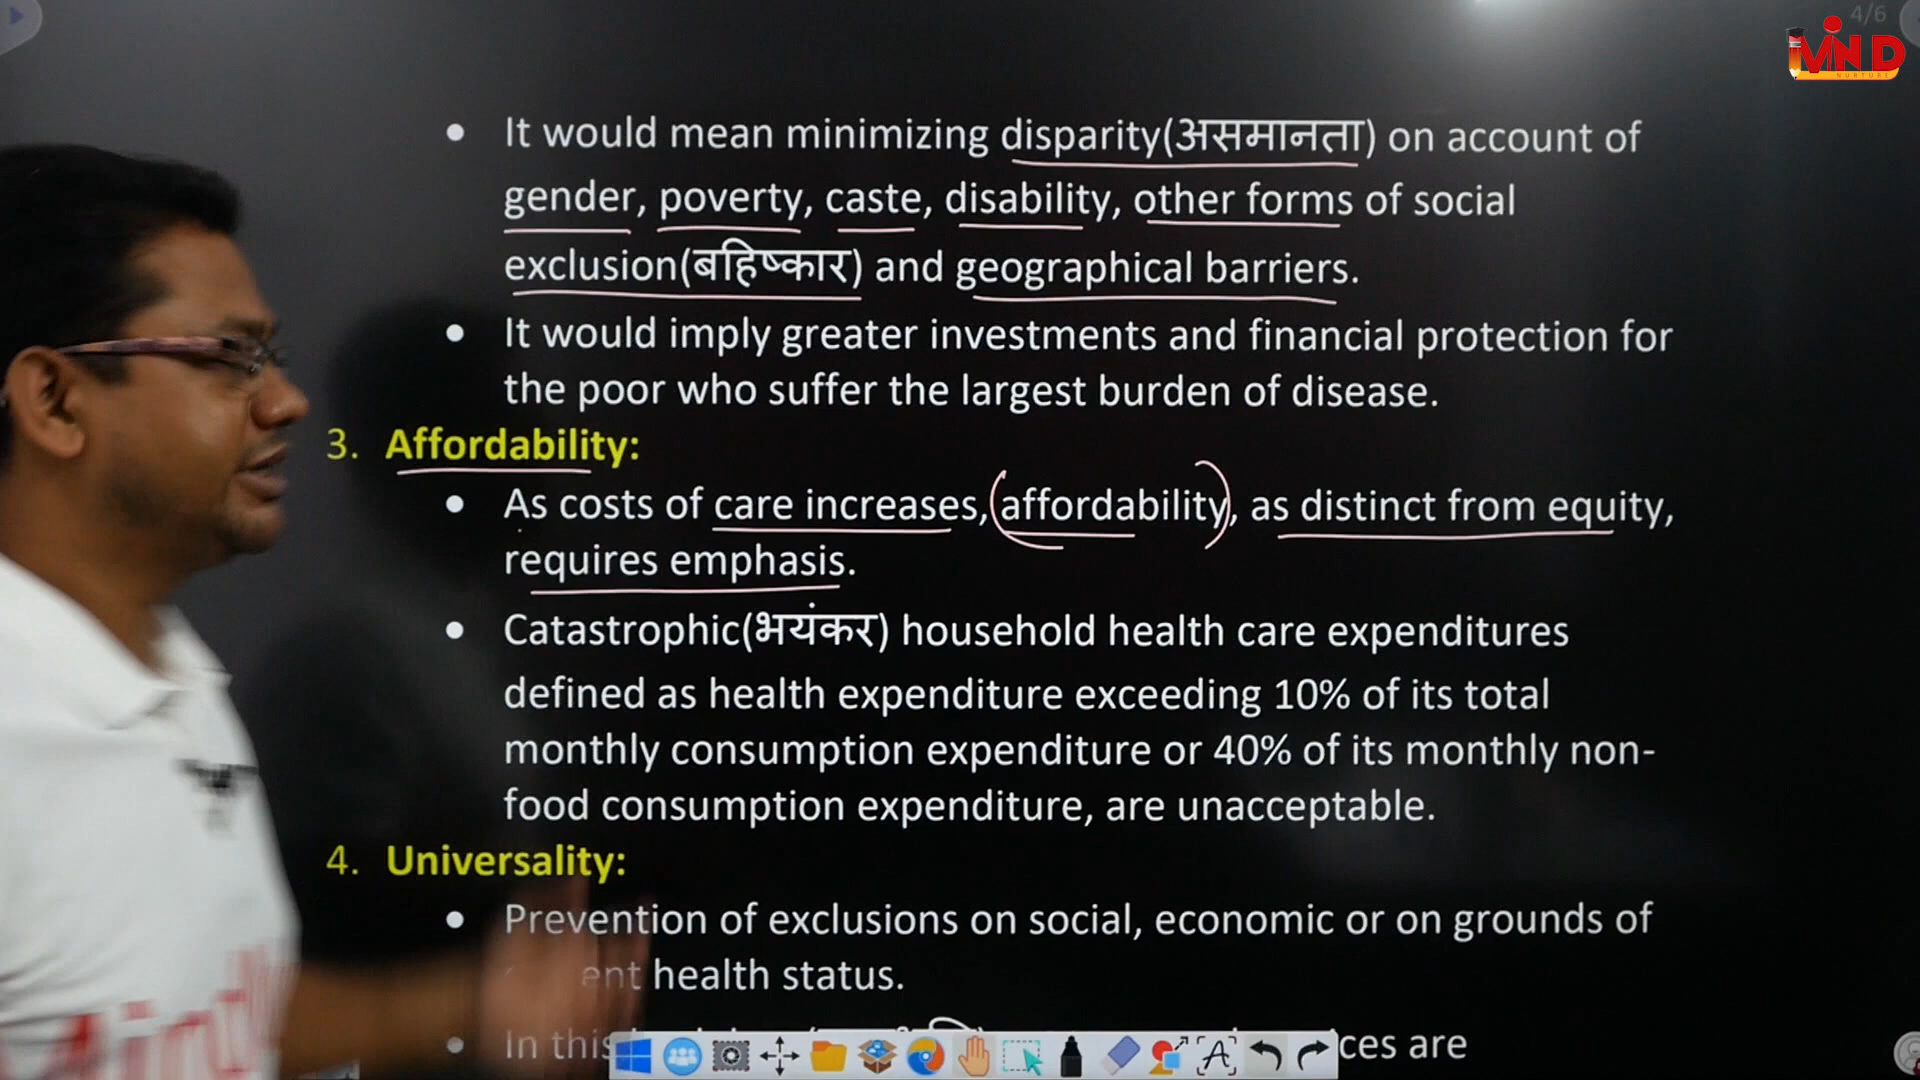 4/6
MIND
NURTURE
• It would mean minimizing disparity(असमानता) on account of
gender, poverty, caste, disability, other forms of social
exclusion(बहिष्कार) and geographical barriers.
• It would imply greater investments and financial protection for
the poor who suffer the largest burden of disease.
3. Affordability:
• As costs of care increases, affordability, as distinct from equity,
requires emphasis.
• Catastrophic(भयंकर) household health care expenditures
defined as health expenditure exceeding 10% of its total
monthly consumption expenditure or 40% of its monthly non-
food consumption expenditure, are unacceptable.
4. Universality:
• Prevention of exclusions on social, economic or on grounds of
health status.
• In this are